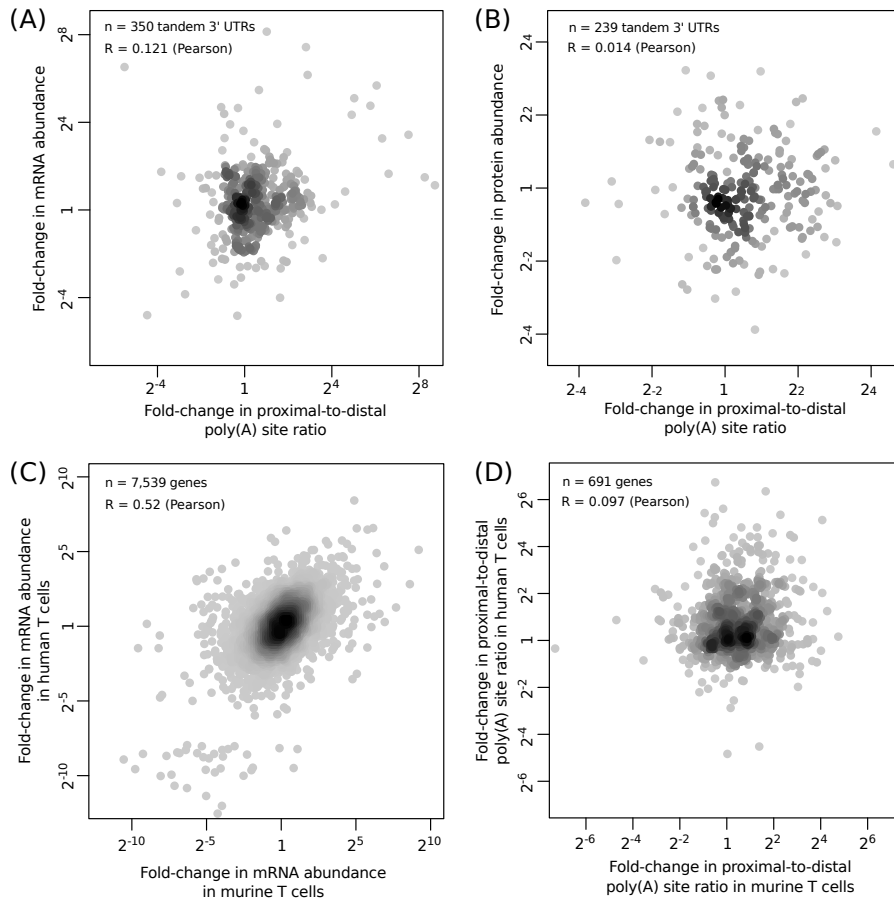 (A)
n = 350 tandem 3' UTRs
R = 0.121 (Pearson)
2^8
2^4
1
2^-4
Fold-change in mRNA abundance
2^-4
1
2^4
2^8
Fold-change in proximal-to-distal
poly(A) site ratio
(B)
n = 239 tandem 3' UTRs
R = 0.014 (Pearson)
24
22
1
2-2
2-4
Fold-change in protein abundance
2-4
2-2
1
22
24
Fold-change in proximal-to-distal
poly(A) site ratio
(C)
n = 7,539 genes
R = 0.52 (Pearson)
2^10
2^5
1
2^-5
2^-10
Fold-change in mRNA abundance
in human T cells
2^-10
2^-5
1
2^5
2^10
Fold-change in mRNA abundance
in murine T cells
(D)
n = 691 genes
R = 0.097 (Pearson)
2^6
2^4
2^2
1
2^-2
2^-4
2^-6
Fold-change in proximal-to-distal
poly(A) site ratio in human T cells
2^-6
2^-4
2^-2
1
2^2
2^4
2^6
Fold-change in proximal-to-distal
poly(A) site ratio in murine T cells